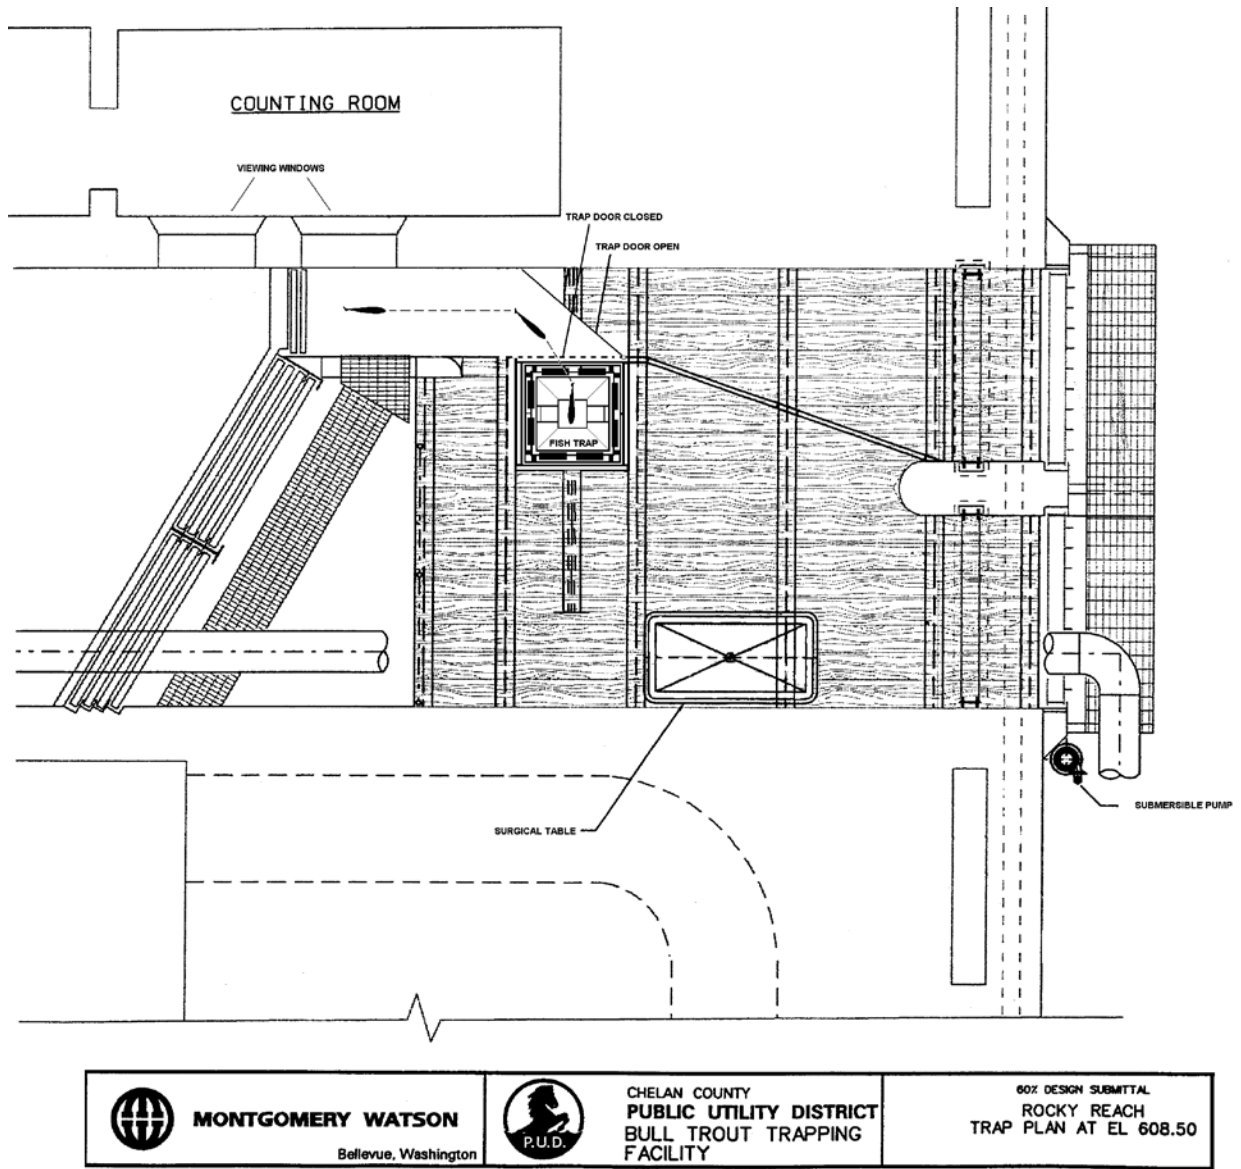 COUNTING ROOM
VIEWING WINDOWS
TRAP DOOR CLOSED
TRAP DOOR OPEN
FISH TRAP
SURGICAL TABLE
SUBMERSIBLE PUMP
MONTGOMERY WATSON
Bellevue, Washington
P.U.D.
CHELAN COUNTY
PUBLIC UTILITY DISTRICT
BULL TROUT TRAPPING
FACILITY
60% DESIGN SUBMITTAL
ROCKY REACH
TRAP PLAN AT EL 608.50